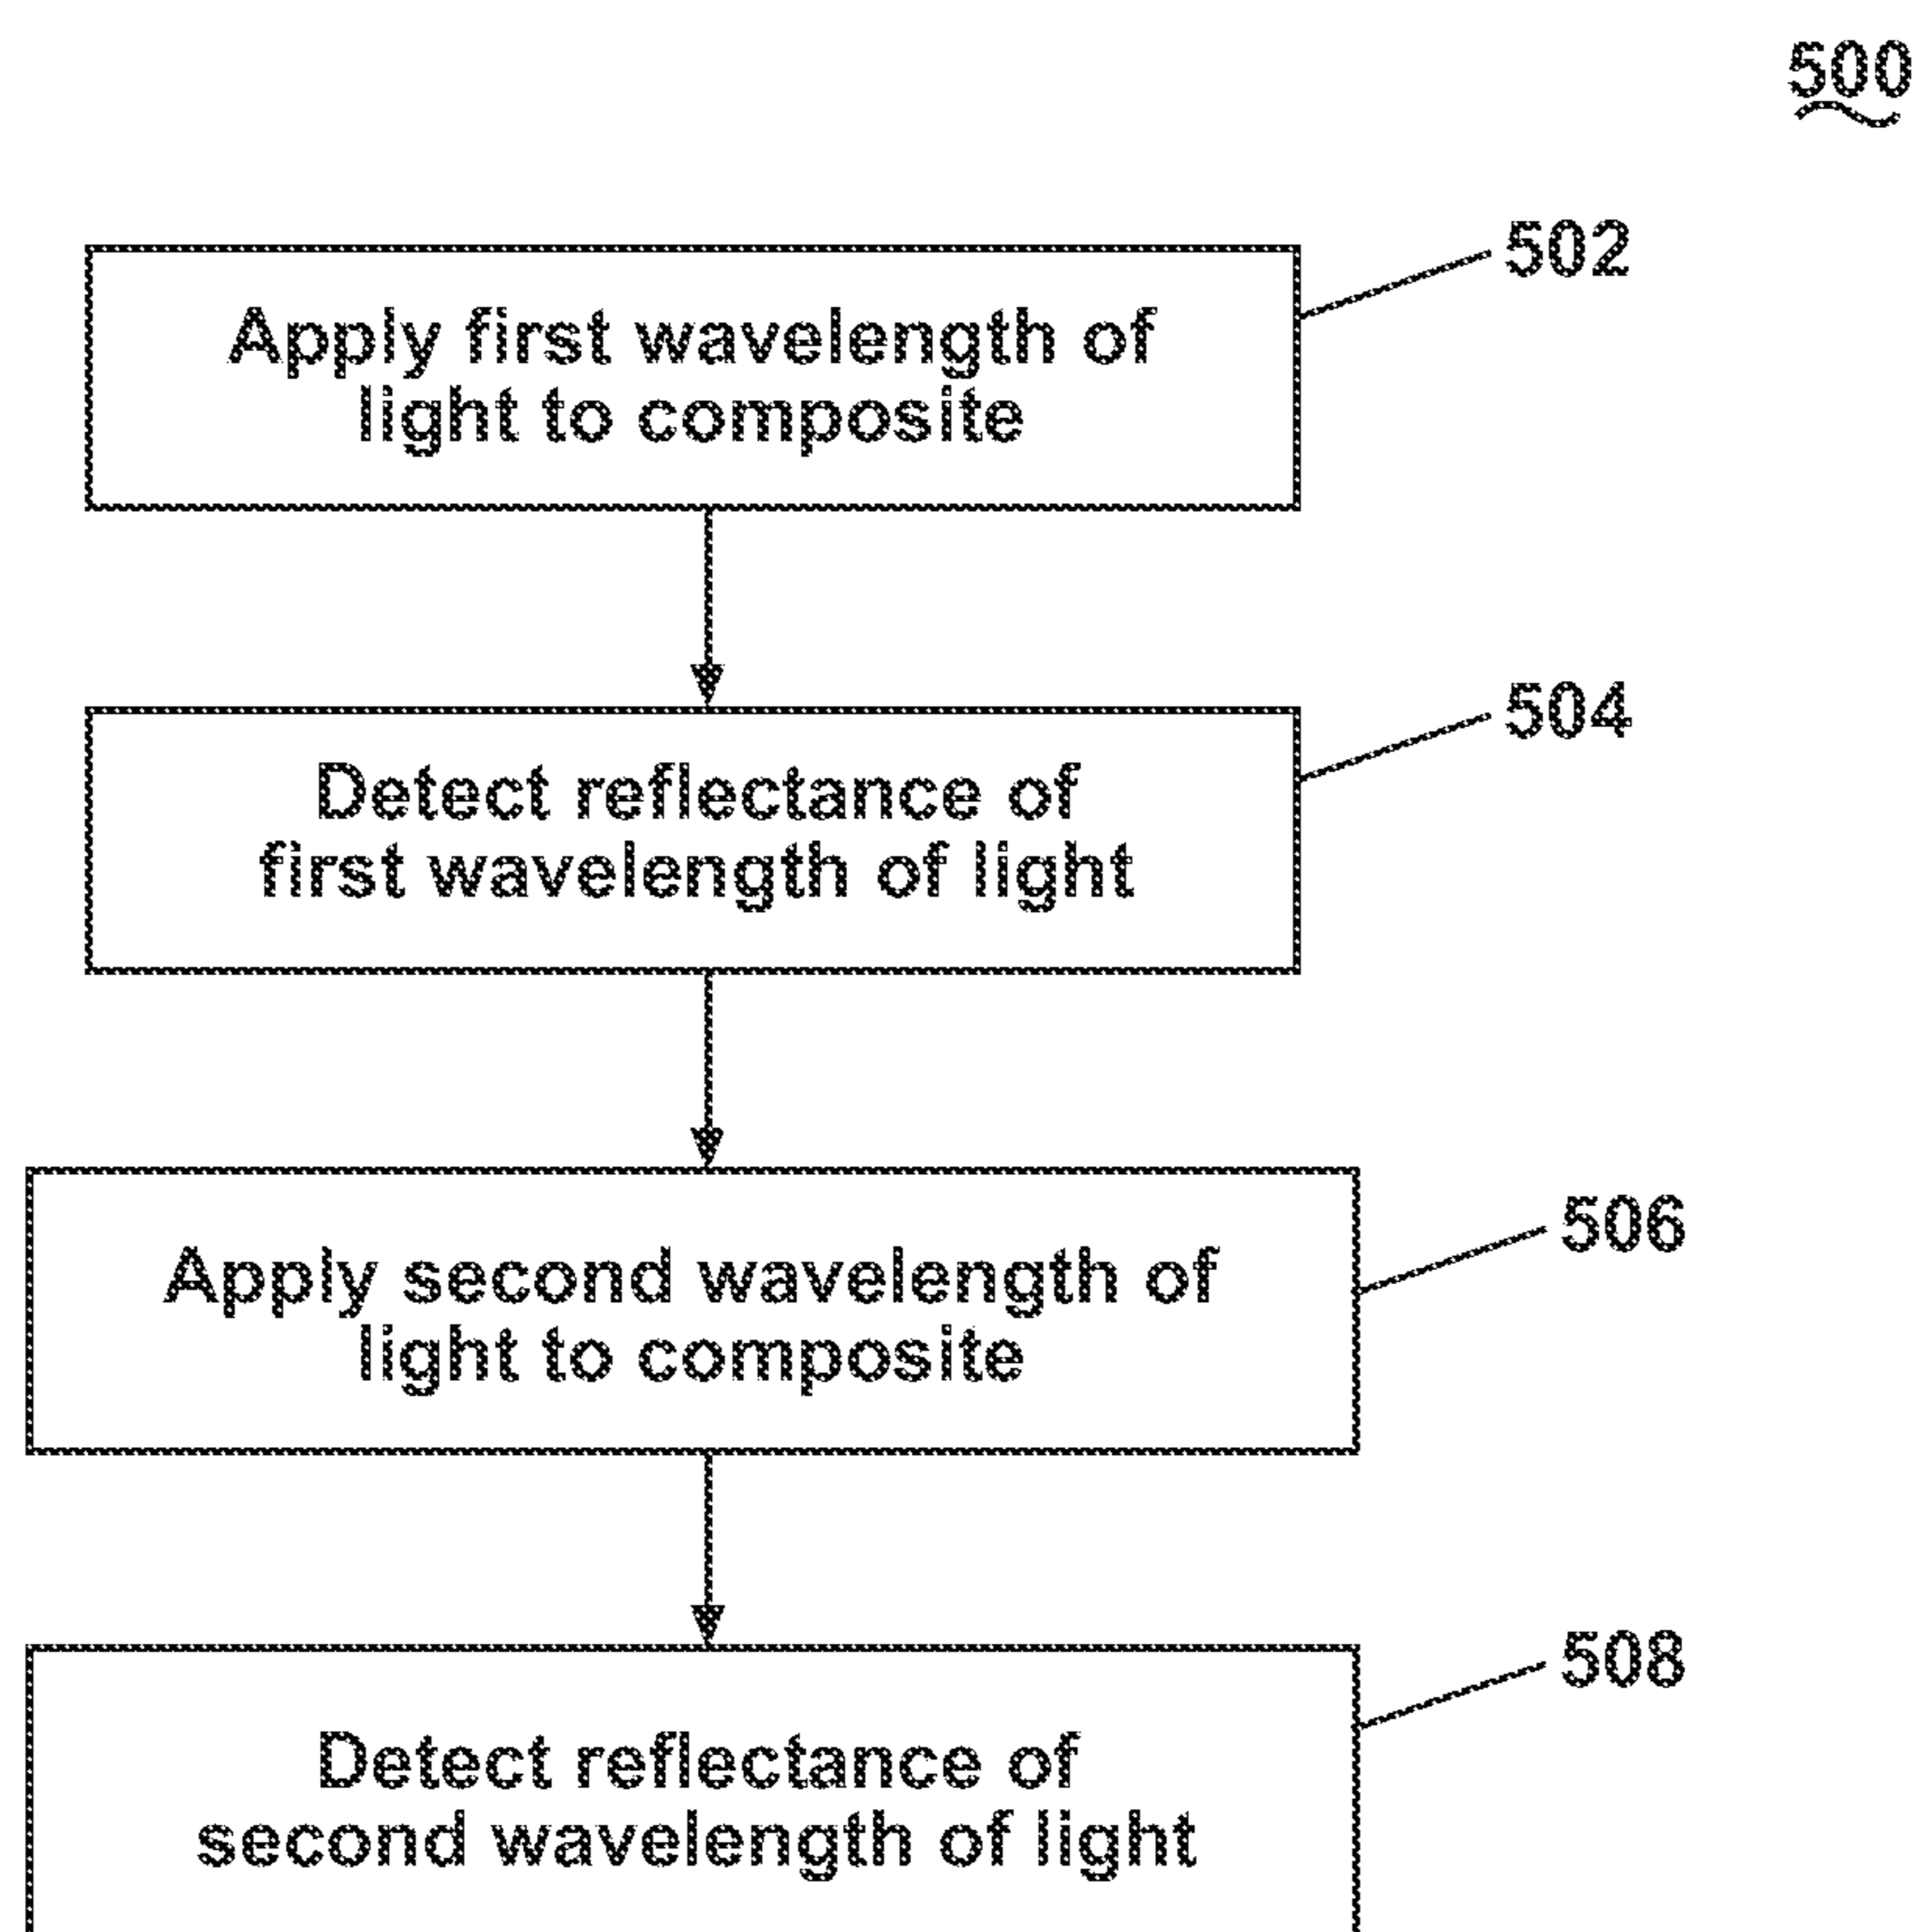 500
502
Apply first wavelength of
light to composite
504
Detect reflectance of
first wavelength of light
506
Apply second wavelength of
light to composite
508
Detect reflectance of
second wavelength of light